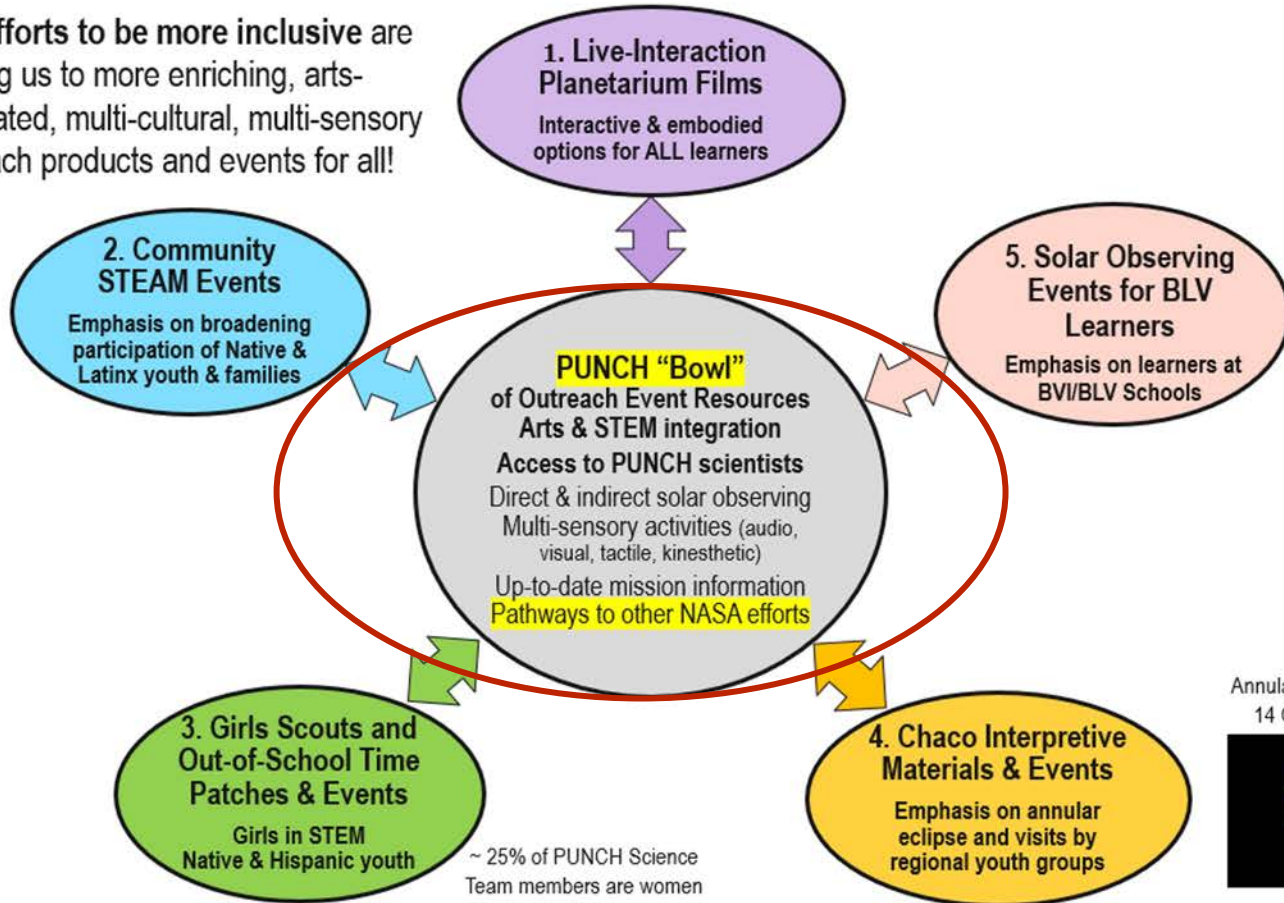 fforts to be more inclusive are
g us to more enriching, arts-
ated, multi-cultural, multi-sensory
ach products and events for all!
1. Live-Interaction
Planetarium Films
Interactive & embodied
options for ALL learners
2. Community
STEAM Events
Emphasis on broadening
participation of Native &
Latinx youth & families
5. Solar Observing
Events for BLV
Learners
Emphasis on learners at
BVI/BLV Schools
PUNCH “Bowl”
of Outreach Event Resources
Arts & STEM integration
Access to PUNCH scientists
Direct & indirect solar observing
Multi-sensory activities (audio,
visual, tactile, kinesthetic)
Up-to-date mission information
Pathways to other NASA efforts
3. Girls Scouts and
Out-of-School Time
Patches & Events
Girls in STEM
Native & Hispanic youth
~ 25% of PUNCH Science
Team members are women
4. Chaco Interpretive
Materials & Events
Emphasis on annular
eclipse and visits by
regional youth groups
Annula
14